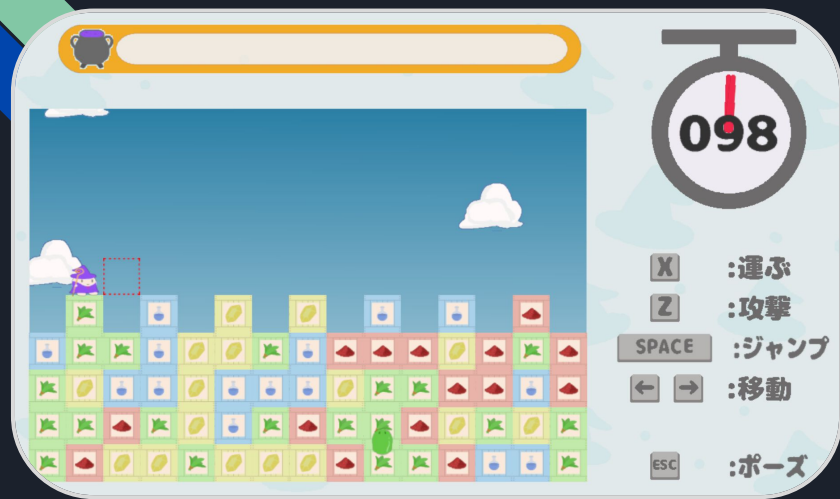 098
X :運ぶ
Z :攻撃
SPACE :ジャンプ
← → :移動
ESC :ポーズ